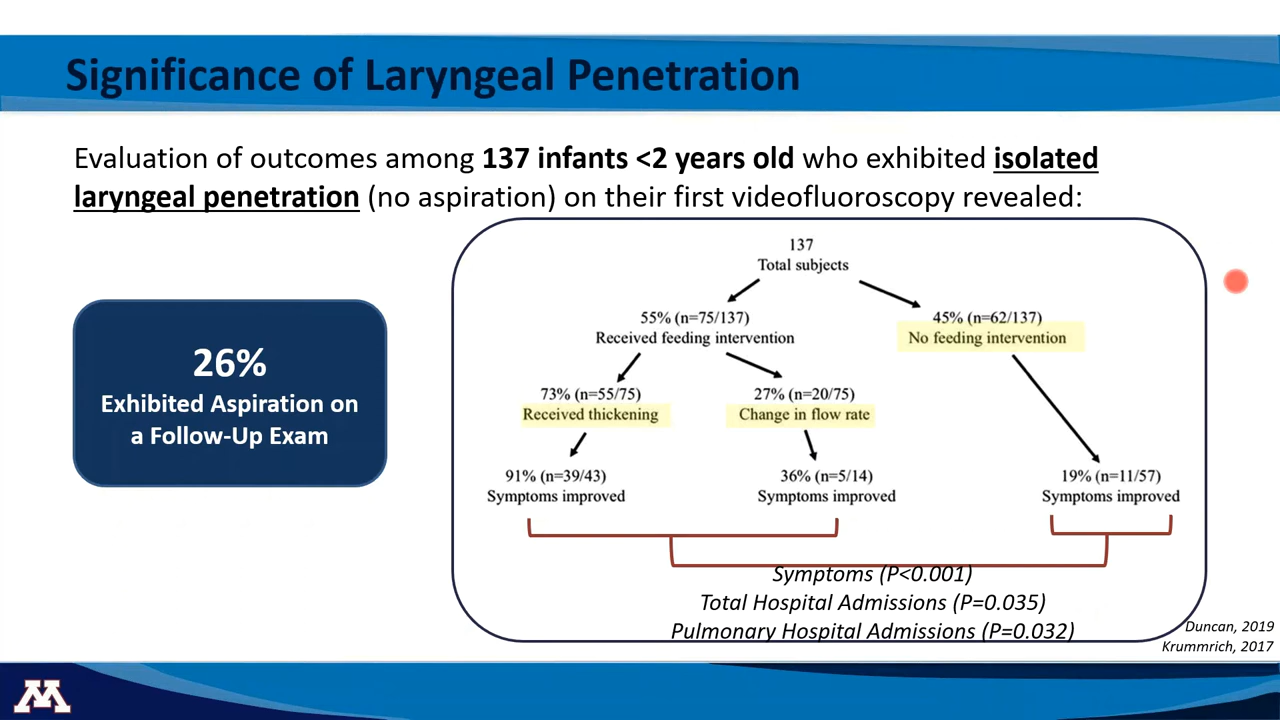 Significance of Laryngeal Penetration
Evaluation of outcomes among 137 infants <2 years old who exhibited isolated
laryngeal penetration (no aspiration) on their first videofluoroscopy revealed:
26%
Exhibited Aspiration on
a Follow-Up Exam
137
Total subjects
55% (n=75/137)
Received feeding intervention
45% (n=62/137)
No feeding intervention
73% (n=55/75)
Received thickening
27% (n=20/75)
Change in flow rate
91% (n=39/43)
Symptoms improved
36% (n=5/14)
Symptoms improved
19% (n=11/57)
Symptoms improved
Symptoms (P<0.001)
Total Hospital Admissions (P=0.035)
Pulmonary Hospital Admissions (P=0.032)
Duncan, 2019
Krummrich, 2017
M